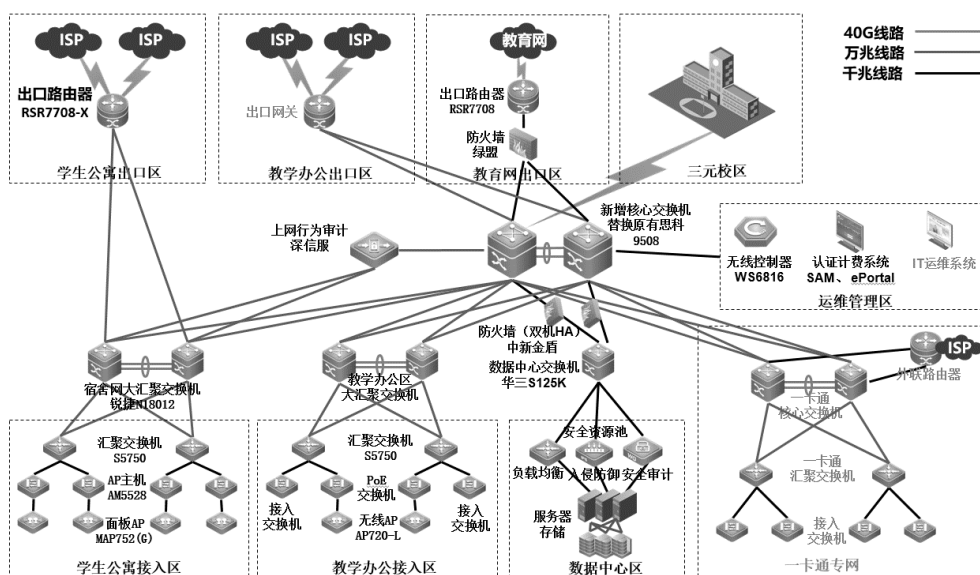 ISP
ISP
出口路由器
RSR7708-X
学生公寓出口区
ISP
ISP
出口网关
教学办公出口区
教育网
出口路由器
RSR7708
防火墙
绿盟
教育网出口区
三元校区
40G线路
万兆线路
千兆线路
上网行为审计
深信服
新增核心交换机
替换原有思科
9508
无线控制器
WS6816
认证计费系统
SAM、ePortal
IT运维系统
运维管理区
防火墙（双机HA）
中新金盾
数据中心交换机
华三S125K
宿舍网大汇聚交换机
锐捷N18012
教学办公区
大汇聚交换机
ISP
外联路由器
一卡通
核心交换机
汇聚交换机
S5750
AP主机
AM5528
面板AP
MAP752(G)
学生公寓接入区
汇聚交换机
S5750
PoE
交换机
接入
交换机
无线AP
AP720-L
接入
交换机
教学办公接入区
安全资源池
负载均衡
入侵防御
安全审计
服务器
存储
数据中心区
一卡通
汇聚交换机
接入
交换机
一卡通专网